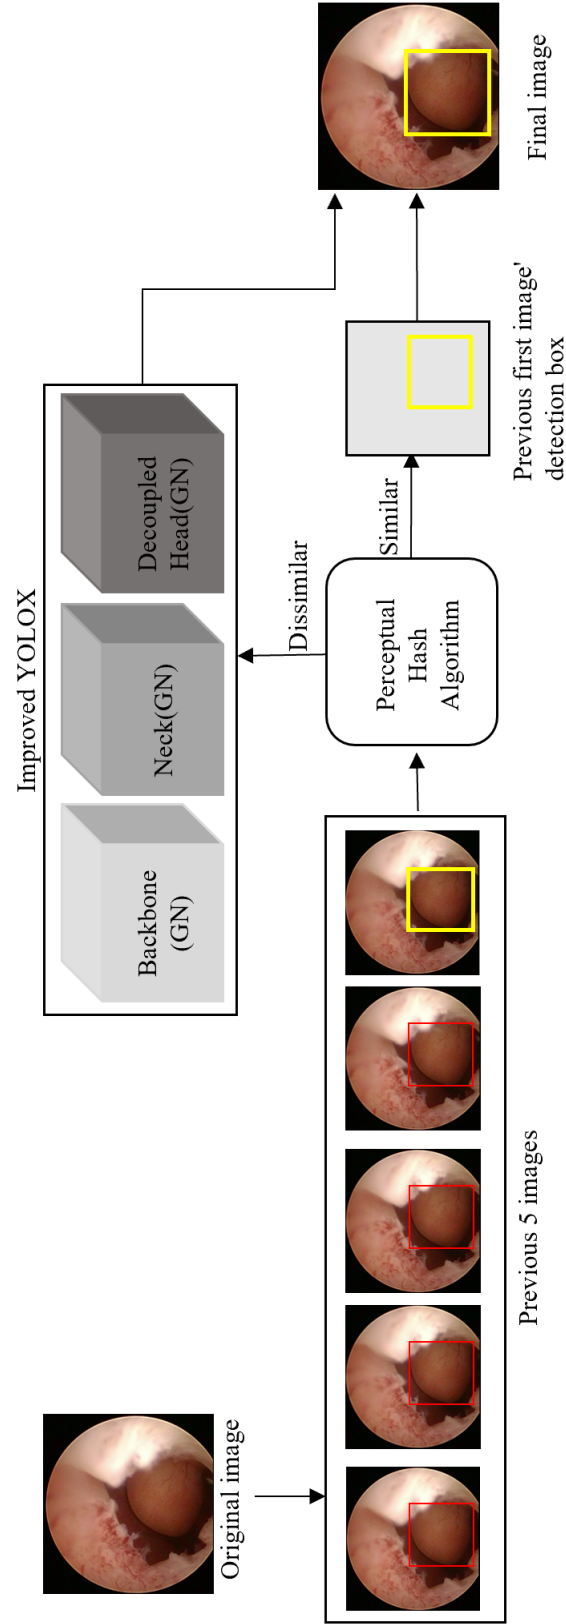 Original image
Previous 5 images
Improved YOLOX
Backbone
(GN)
Neck(GN)
Decoupled
Head(GN)
Dissimilar
Perceptual
Hash
Algorithm
Similar
Previous first image'
detection box
Final image